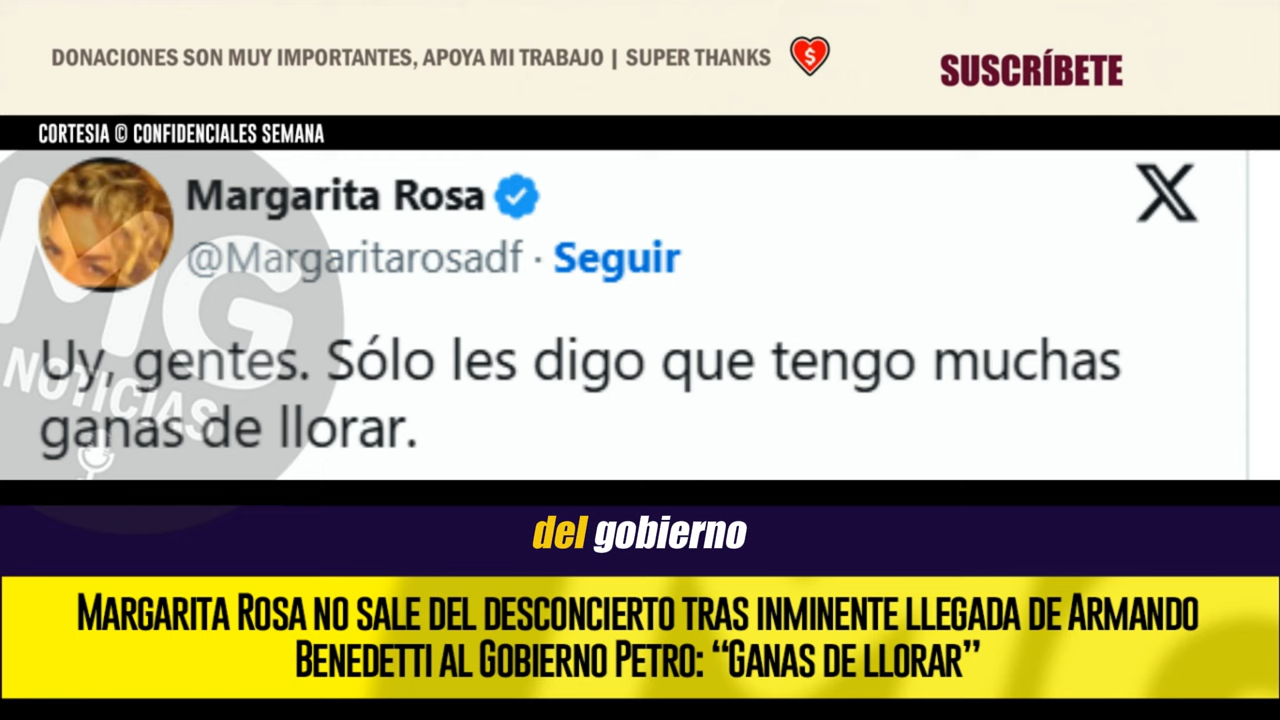 DONACIONES SON MUY IMPORTANTES, APOYA MI TRABAJO | SUPER THANKS $
SUSCRÍBETE
CORTESIA © CONFIDENCIALES SEMANA
Margarita Rosa
@Margaritarosadf · Seguir
X
Uy, gentes. Sólo les digo que tengo muchas
ganas de llorar.
MG
NOTICIAS
del gobierno
MARGARITA ROSA NO SALE DEL DESCONCIERTO TRAS INMINENTE LLEGADA DE ARMANDO
BENEDETTI AL GOBIERNO PETRO: “GANAS DE LLORAR”